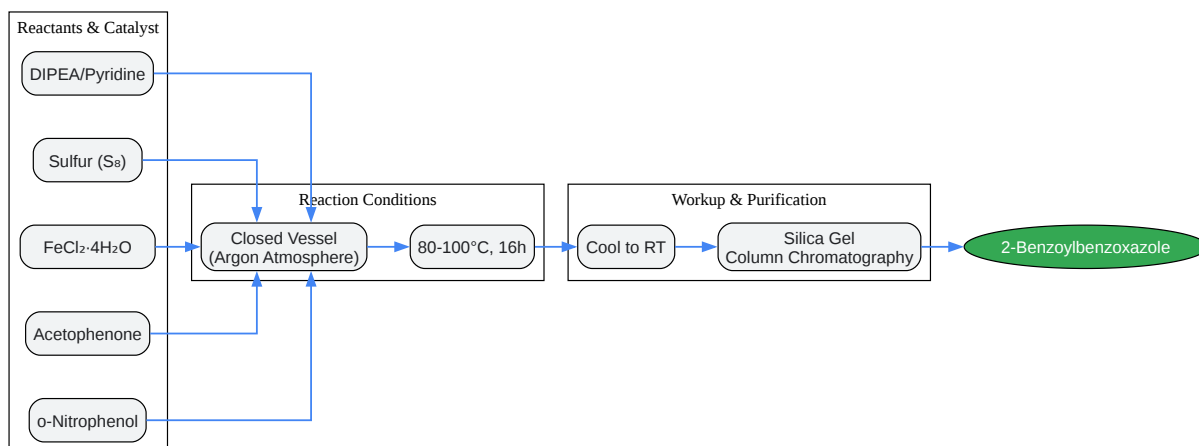 Reactants & Catalyst
DIPEA/Pyridine
Sulfur (S₈)
FeCl₂·4H₂O
Acetophenone
o-Nitrophenol
Reaction Conditions
Closed Vessel
(Argon Atmosphere)
80-100°C, 16h
Workup & Purification
Cool to RT
Silica Gel
Column Chromatography
2-Benzoylbenzoxazole